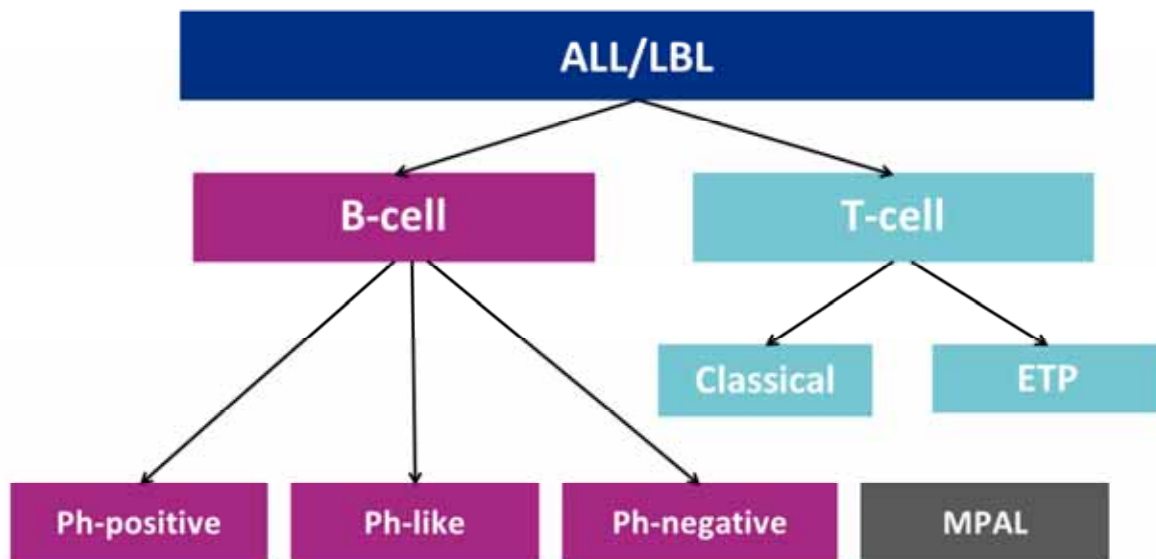 ALL/LBL
B-cell
T-cell
Classical
ETP
Ph-positive
Ph-like
Ph-negative
MPAL